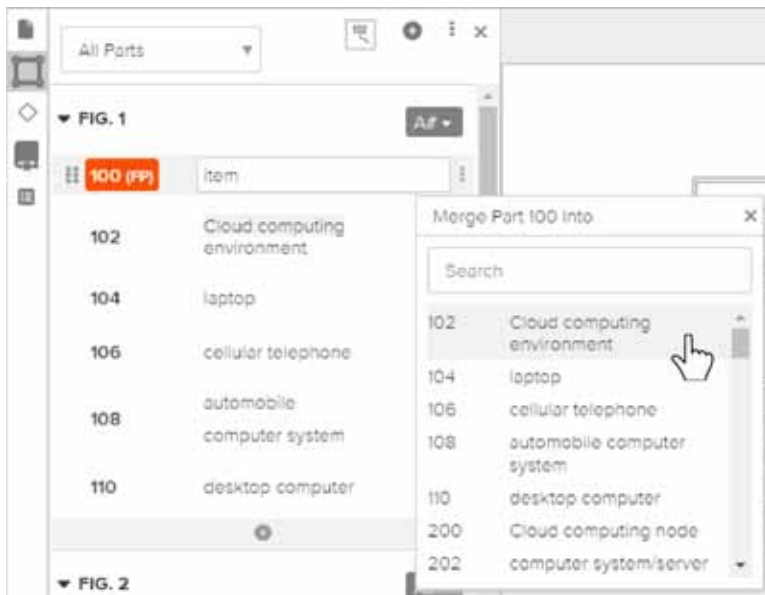 All Parts
102
FIG. 1
A#
100 (FP) item
102 Cloud computing
environment
104 laptop
106 cellular telephone
108 automobile
computer system
110 desktop computer
FIG. 2
Merge Part 100 Into
Search
102 Cloud computing
environment
104 laptop
106 cellular telephone
108 automobile computer
system
110 desktop computer
200 Cloud computing node
202 computer system/server